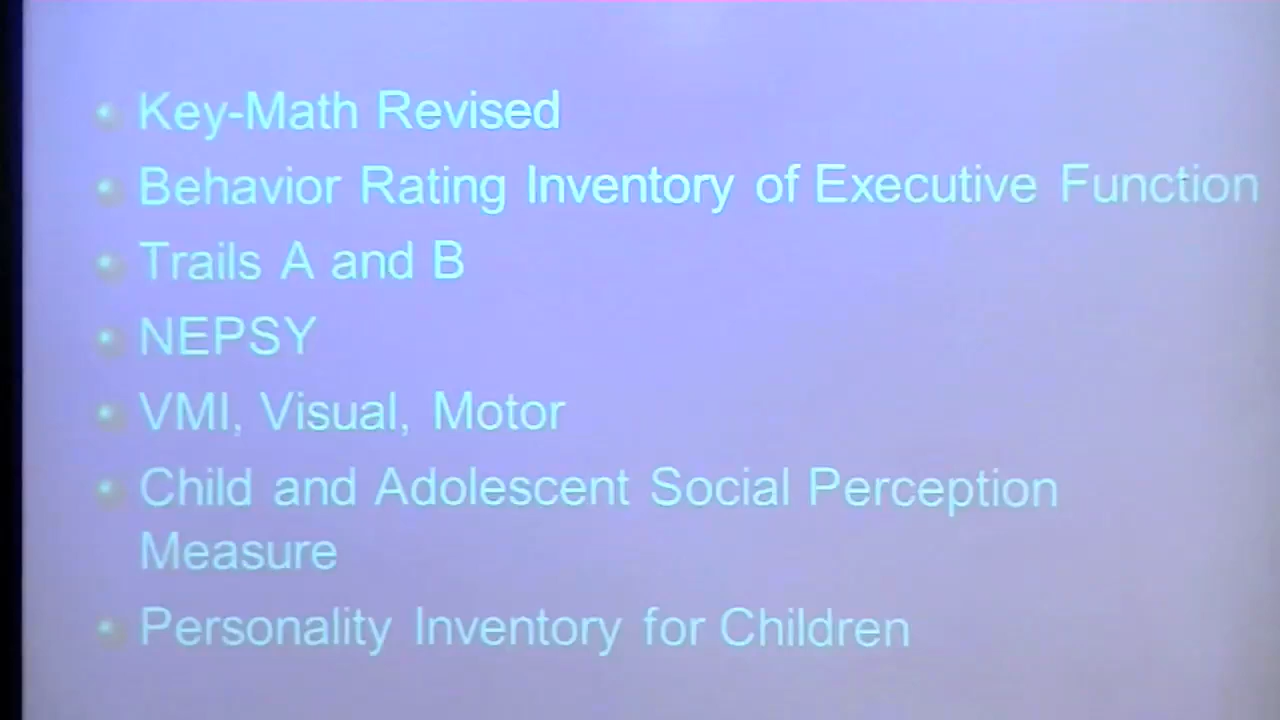 Key-Math Revised
Behavior Rating Inventory of Executive Function
Trails A and B
NEPSY
VMI, Visual, Motor
Child and Adolescent Social Perception
Measure
Personality Inventory for Children